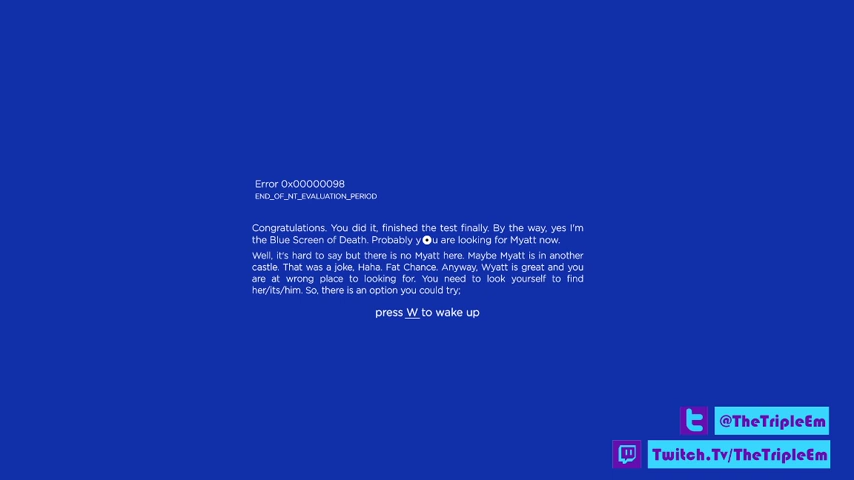 Error 0x00000098
END_OF_NT_EVALUATION_PERIOD
Congratulations. You did it, finished the test finally. By the way, yes I'm
the Blue Screen of Death. Probably you are looking for Myatt now.
Well, it's hard to say but there is no Myatt here. Maybe Myatt is in another
castle. That was a joke, Haha. Fat Chance. Anyway, Wyatt is great and you
are at wrong place to looking for. You need to look yourself to find
her/its/him. So, there is an option you could try;
press W to wake up
@TheTripleEm
Twitch.Tv/TheTripleEm